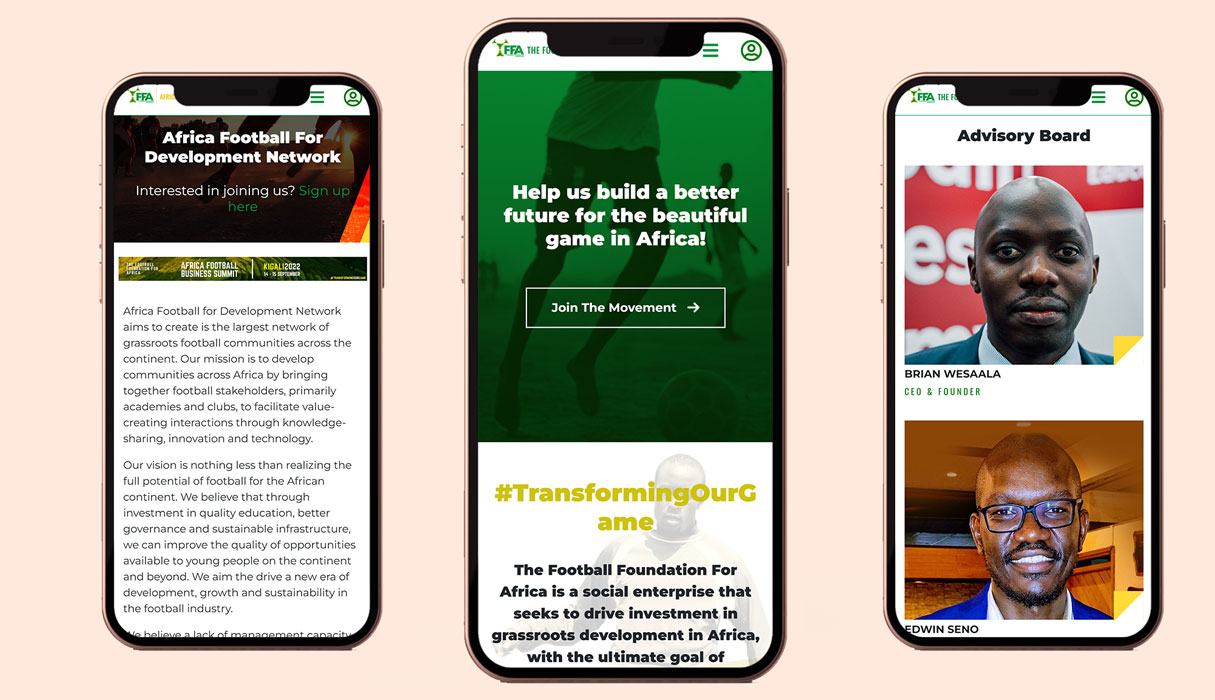 FFA
AFRIC
Africa Football For
Development Network
Interested in joining us? Sign up
here
THE FOOTBALL
FOUNDATION FOR
AFRICA
AFRICA FOOTBALL
BUSINESS SUMMIT
KIGALI2022
14 - 15 SEPTEMBER
Africa Football for Development Network
aims to create is the largest network of
grassroots football communities across the
continent. Our mission is to develop
communities across Africa by bringing
together football stakeholders, primarily
academies and clubs, to facilitate value-
creating interactions through knowledge-
sharing, innovation and technology.
Our vision is nothing less than realizing the
full potential of football for the African
continent. We believe that through
investment in quality education, better
governance and sustainable infrastructure,
we can improve the quality of opportunities
available to young people on the continent
and beyond. We aim the drive a new era of
development, growth and sustainability in
the football industry.
We believe a lack of management capacity
FFA THE FO
Help us build a better
future for the beautiful
game in Africa!
Join The Movement →
#TransformingOurG
ame
The Football Foundation For
Africa is a social enterprise that
seeks to drive investment in
grassroots development in Africa,
with the ultimate goal of
FFA THE FO
Advisory Board
BRIAN WESAALA
CEO & FOUNDER
EDWIN SENO